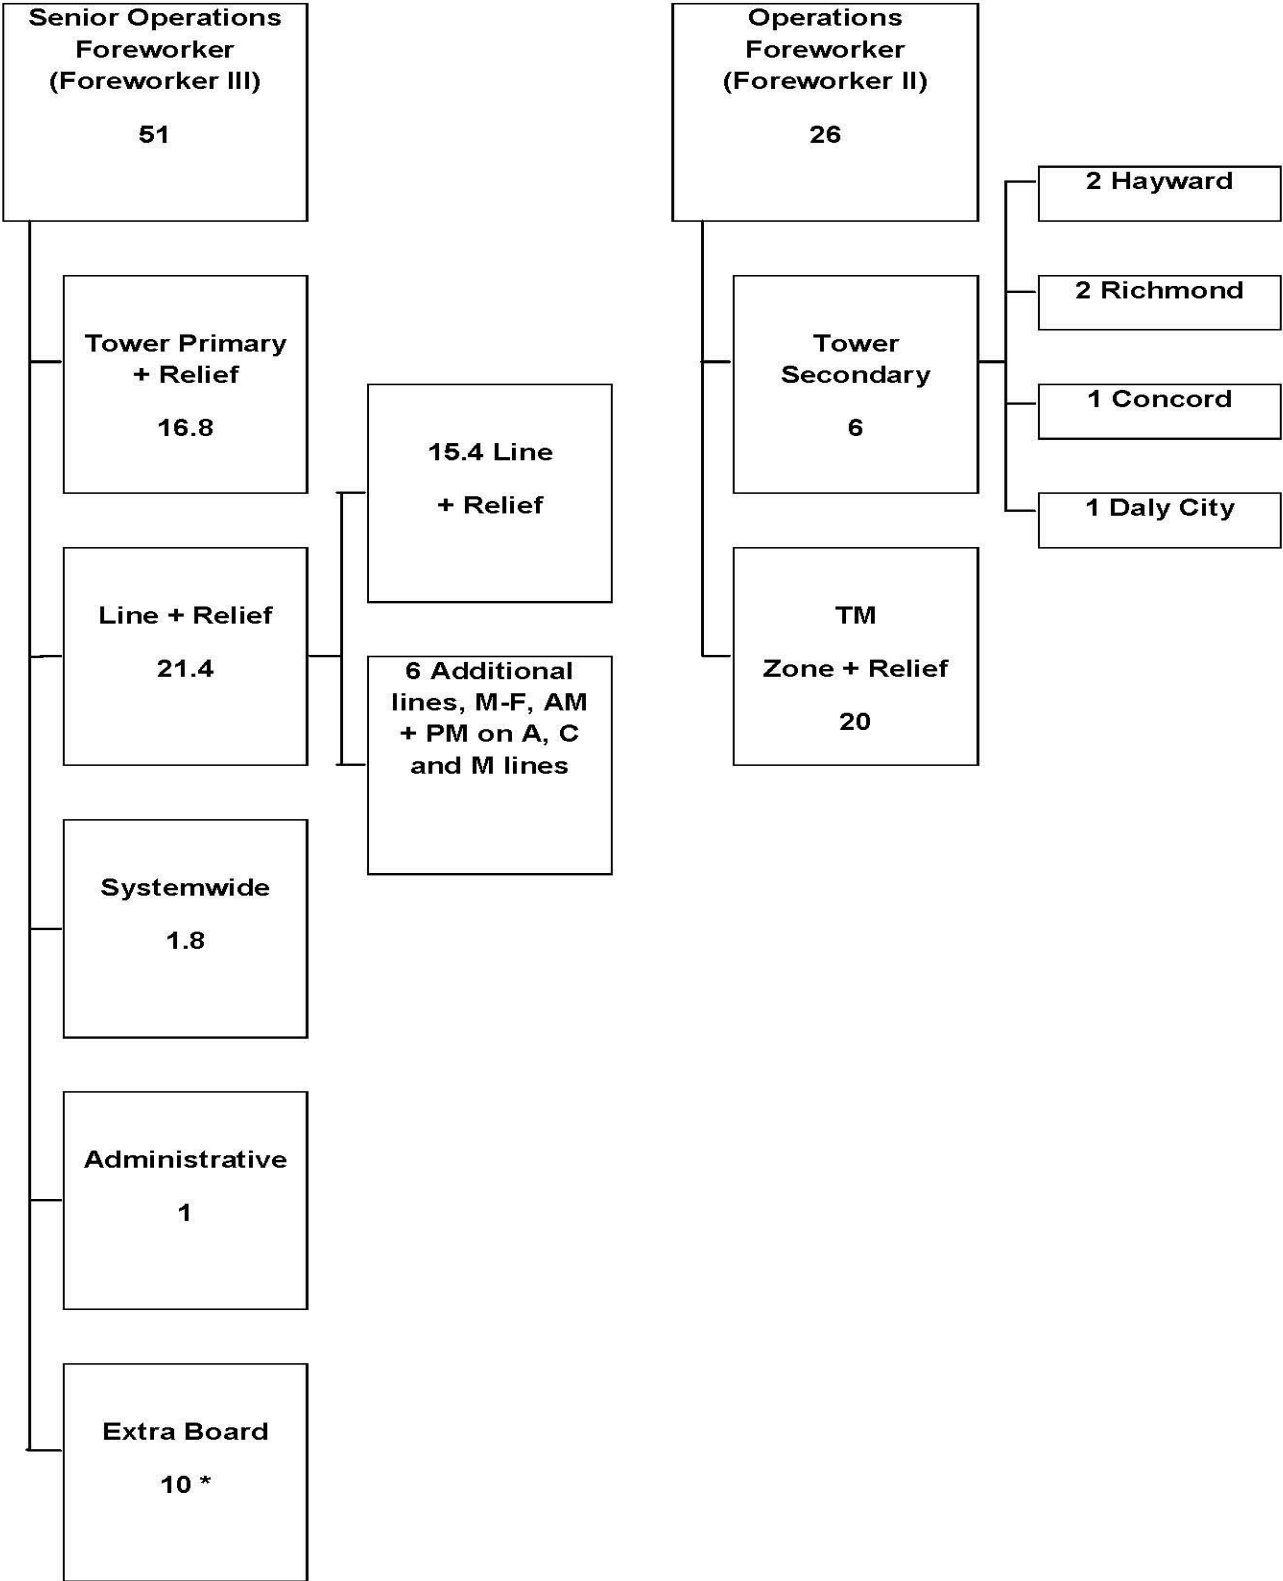 Senior Operations
Foreworker
(Foreworker III)
51
Tower Primary
+ Relief
16.8
Line + Relief
21.4
15.4 Line
+ Relief
6 Additional
lines, M-F, AM
+ PM on A, C
and M lines
Systemwide
1.8
Administrative
1
Extra Board
10 *
Operations
Foreworker
(Foreworker II)
26
Tower
Secondary
6
2 Hayward
2 Richmond
1 Concord
1 Daly City
TM
Zone + Relief
20